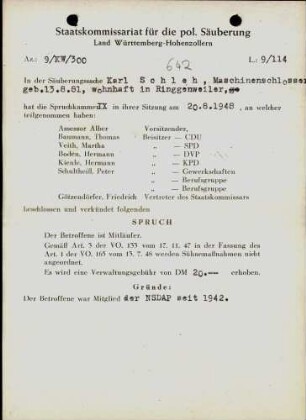 Staatskommissariat für die pol. Säuberung
Land Württemberg-Hohenzollern
Az.: 9/KW/300
L.: 9/114
642
In der Säuberungssache Karl Schleh, Maschinenschlosser
geb.13.8.81, wohnhaft in Ringgenweiler,
hat die Spruchkammer IX in ihrer Sitzung am 20.8.1948, an welcher
teilgenommen haben:
Assessor Alber Vorsitzender,
Baumann, Thomas Beisitzer — CDU
Veith, Martha „ — SPD
Boden, Hermann „ — DVP
Kienle, Hermann „ — KPD
Schultheiß, Peter „ — Gewerkschaften
„ — Berufsgruppe
„ — Berufsgruppe
Götzendörfer, Friedrich Vertreter des Staatskommissars
beschlossen und verkündet folgenden
SPRUCH
Der Betroffene ist Mitläufer.
Gemäß Art. 3 der VO. 133 vom 17. 11. 47 in der Fassung des
Art. 1 der VO. 165 vom 13. 7. 48 werden Sühnemaßnahmen nicht
angeordnet.
Es wird eine Verwaltungsgebühr von DM 20.— erhoben.
Gründe:
Der Betroffene war Mitglied der NSDAP seit 1942.